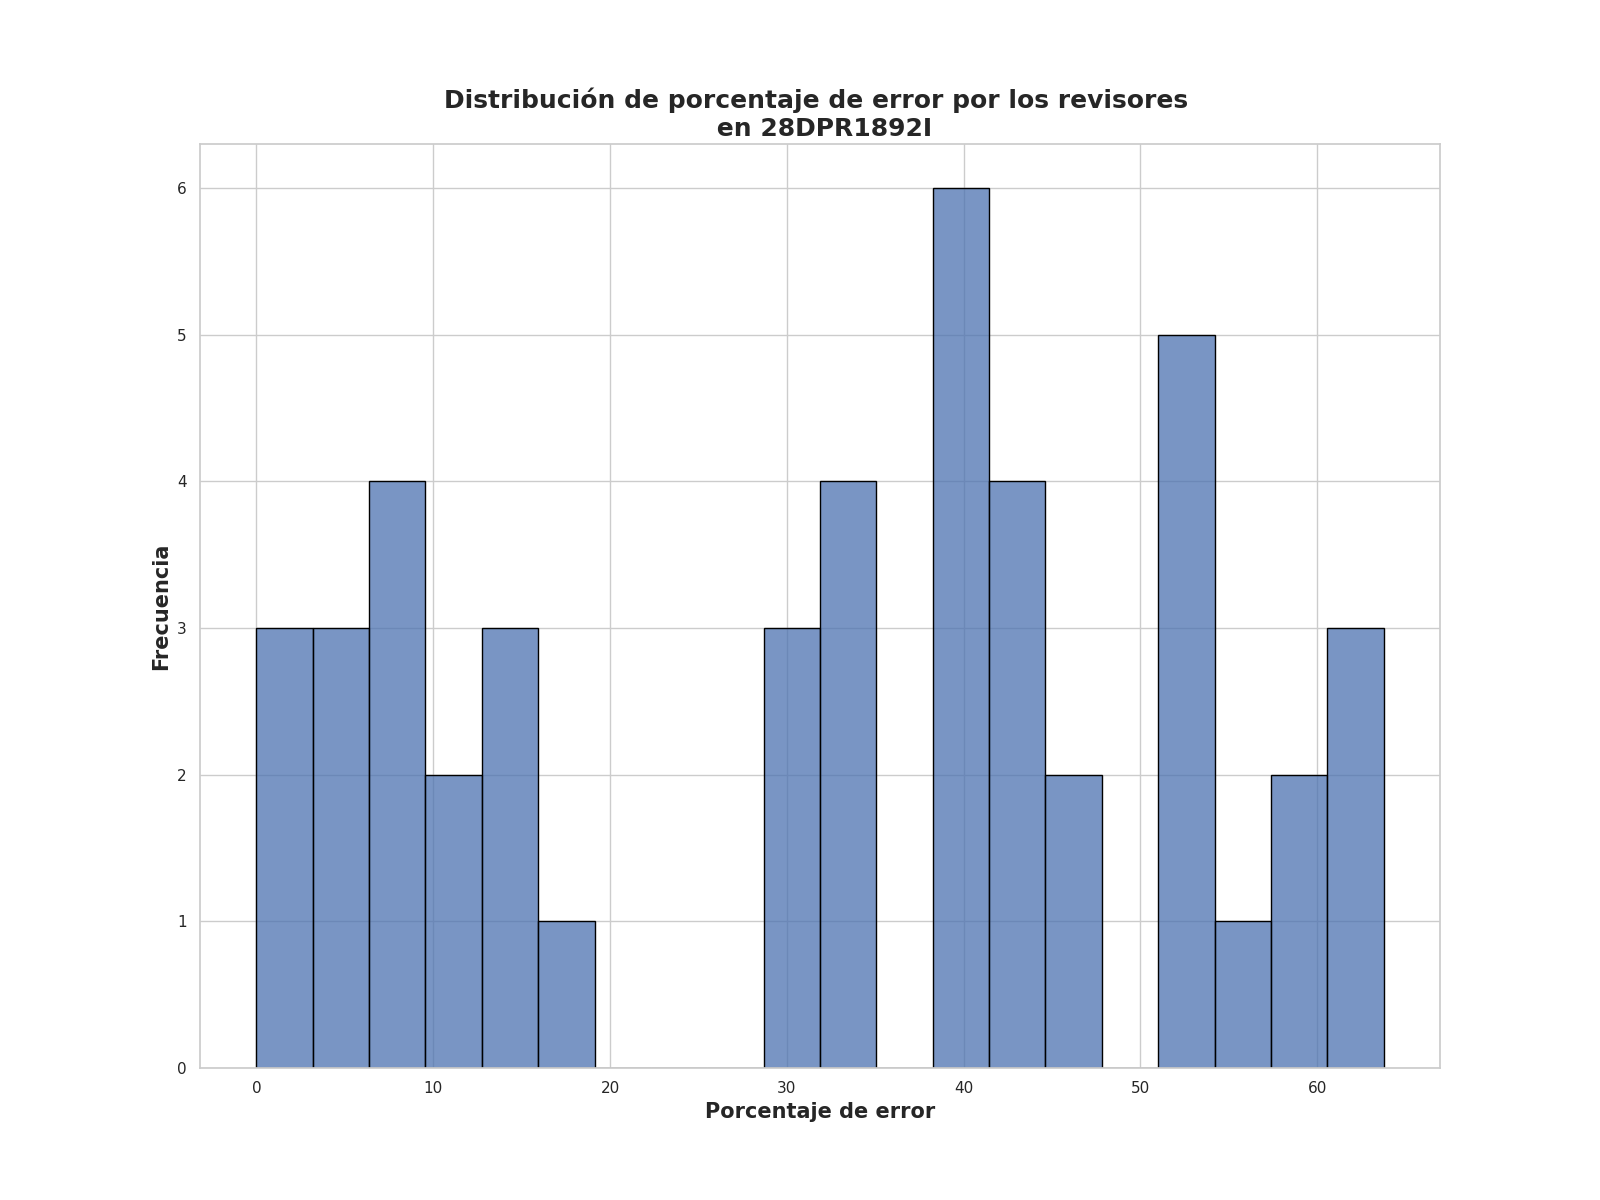 Distribución de porcentaje de error por los revisores
en 28DPR1892I
6
5
4
3
2
1
0
Frecuencia
0 10 20 30 40 50 60
Porcentaje de error